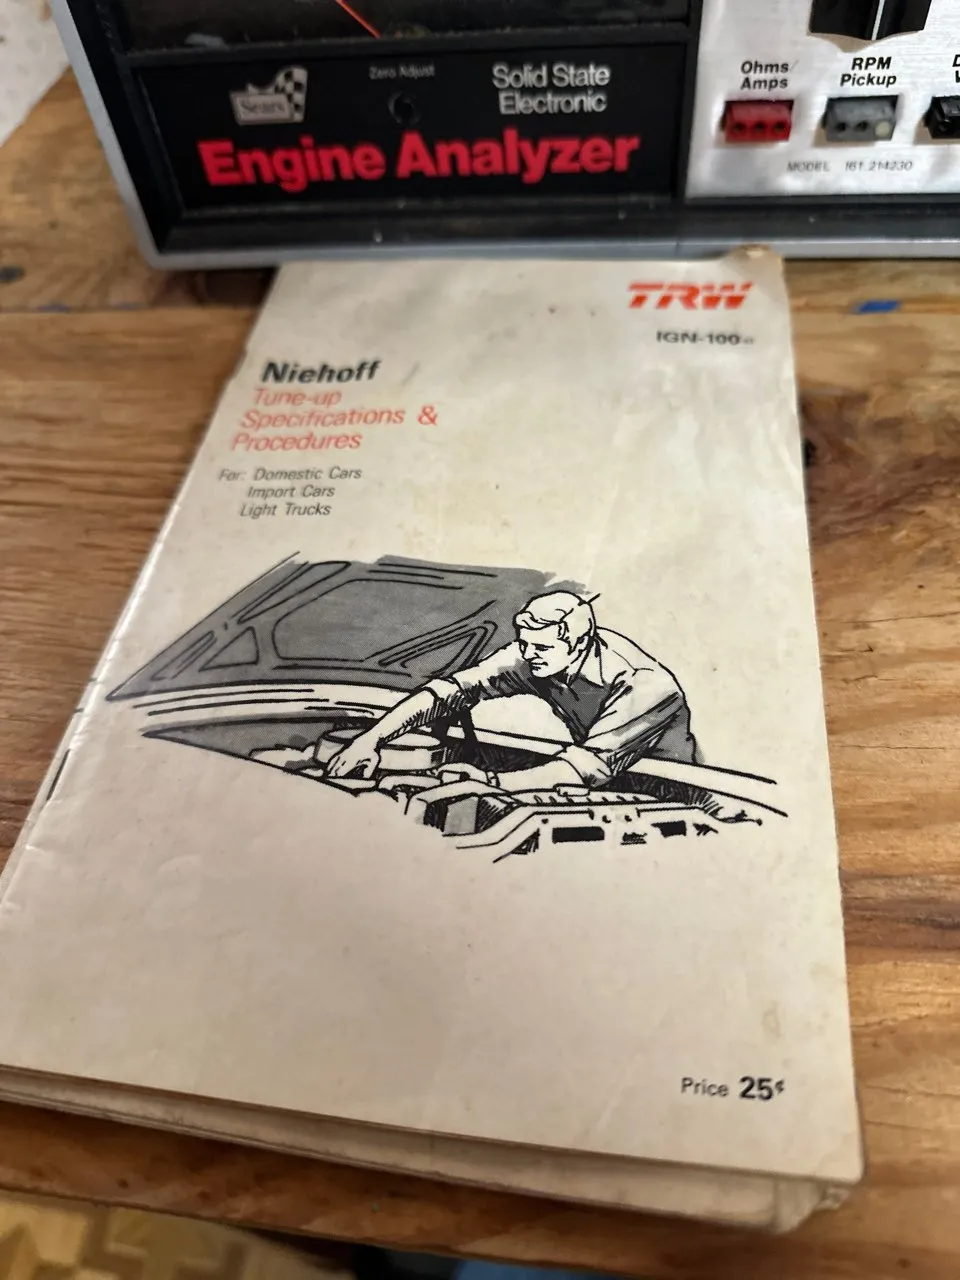 Sears
Zero Adjust
Solid State
Electronic
Engine Analyzer
Ohms/
Amps
RPM
Pickup
MODEL 161.214230
TRW
IGN-100
Niehoff
Tune-up
Specifications &
Procedures
For: Domestic Cars
Import Cars
Light Trucks
Price 25¢